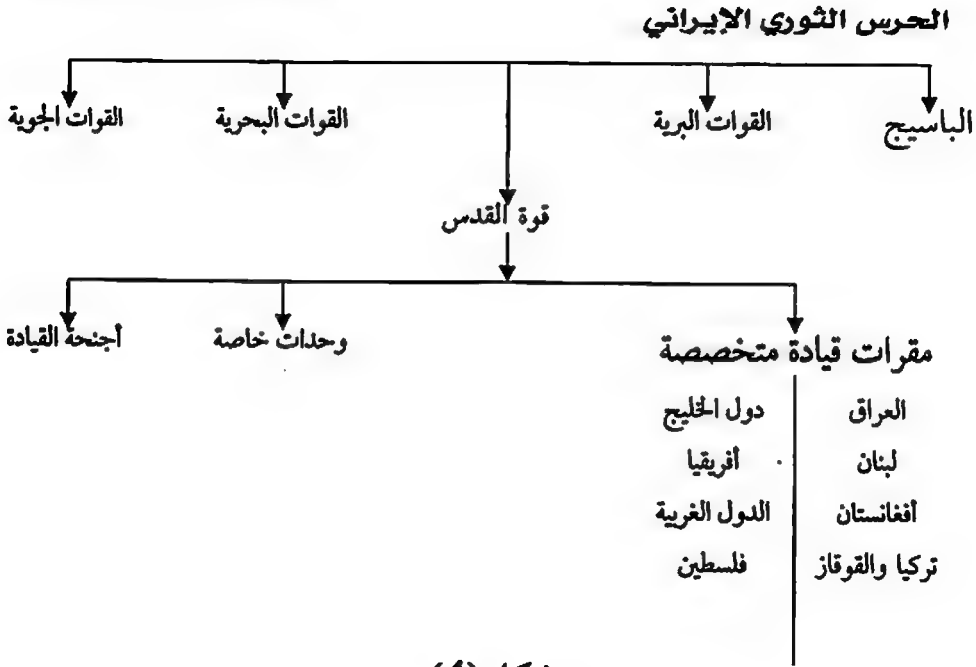 الحرس الثوري الإيراني
الباسيج القوات البرية القوات البحرية القوات الجوية
قوة القدس
مقرات قيادة متخصصة وحدات خاصة أجنحة القيادة
العراق دول الخليج
لبنان أفريقيا
أفغانستان الدول الغربية
تركيا والقوقاز فلسطين